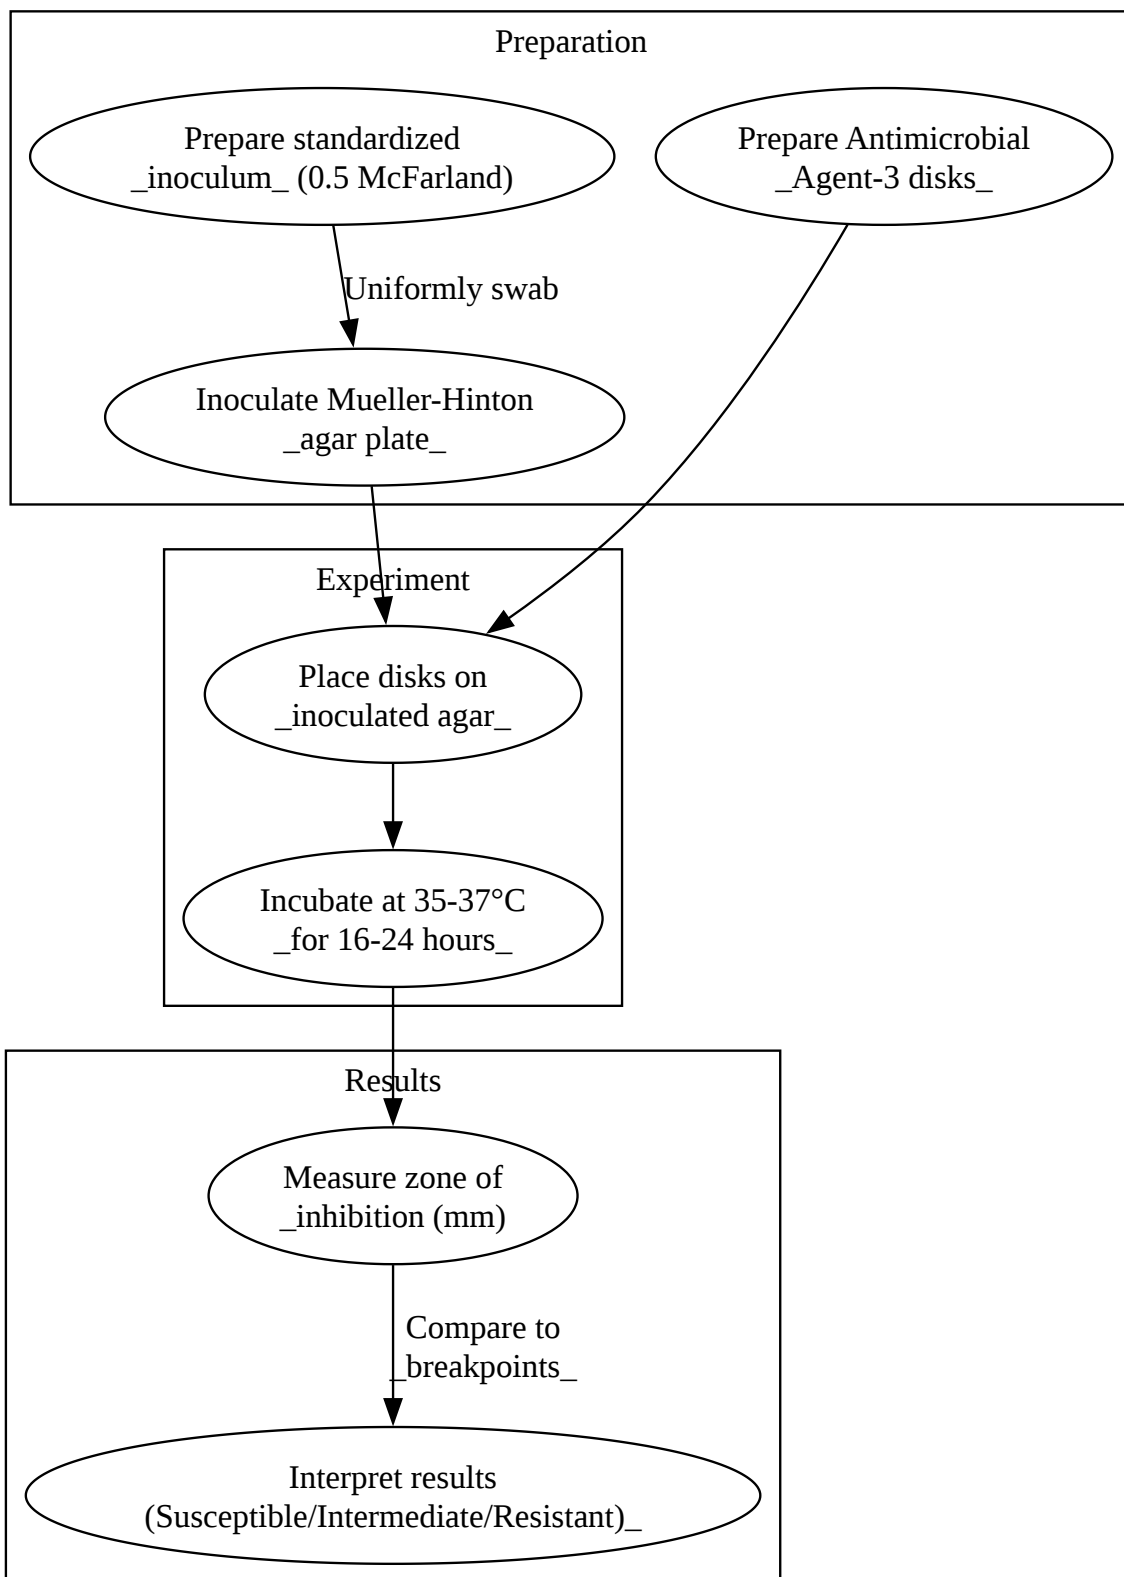 Preparation
Prepare standardized
_inoculum_ (0.5 McFarland)
Prepare Antimicrobial
_Agent-3 disks_
Uniformly swab
Inoculate Mueller-Hinton
_agar plate_
Experiment
Place disks on
_inoculated agar_
Incubate at 35-37°C
_for 16-24 hours_
Results
Measure zone of
_inhibition (mm)
Compare to
_breakpoints_
Interpret results
(Susceptible/Intermediate/Resistant)_